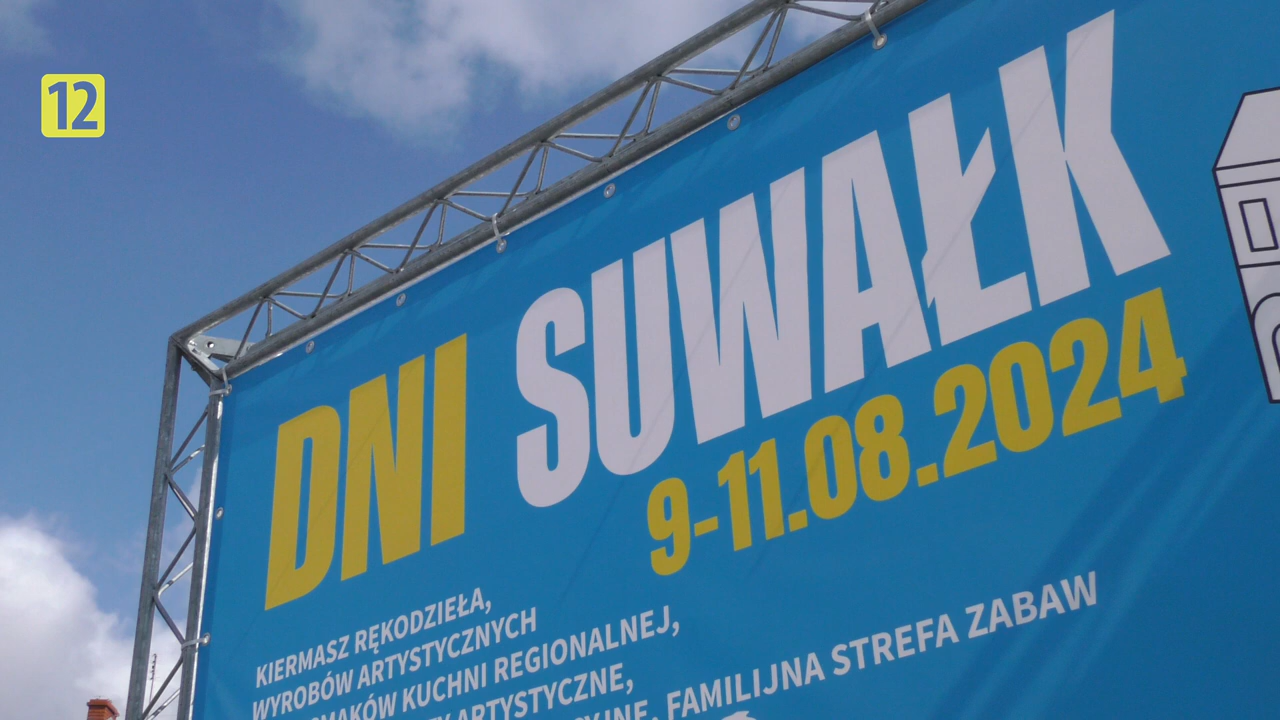 12
DNI SUWAŁK
9-11.08.2024
KIERMASZ RĘKODZIEŁA,
WYROBÓW ARTYSTYCZNYCH
KUCHNI REGIONALNEJ,
ARTYSTYCZNE,
FAMILIJNA STREFA ZABAW